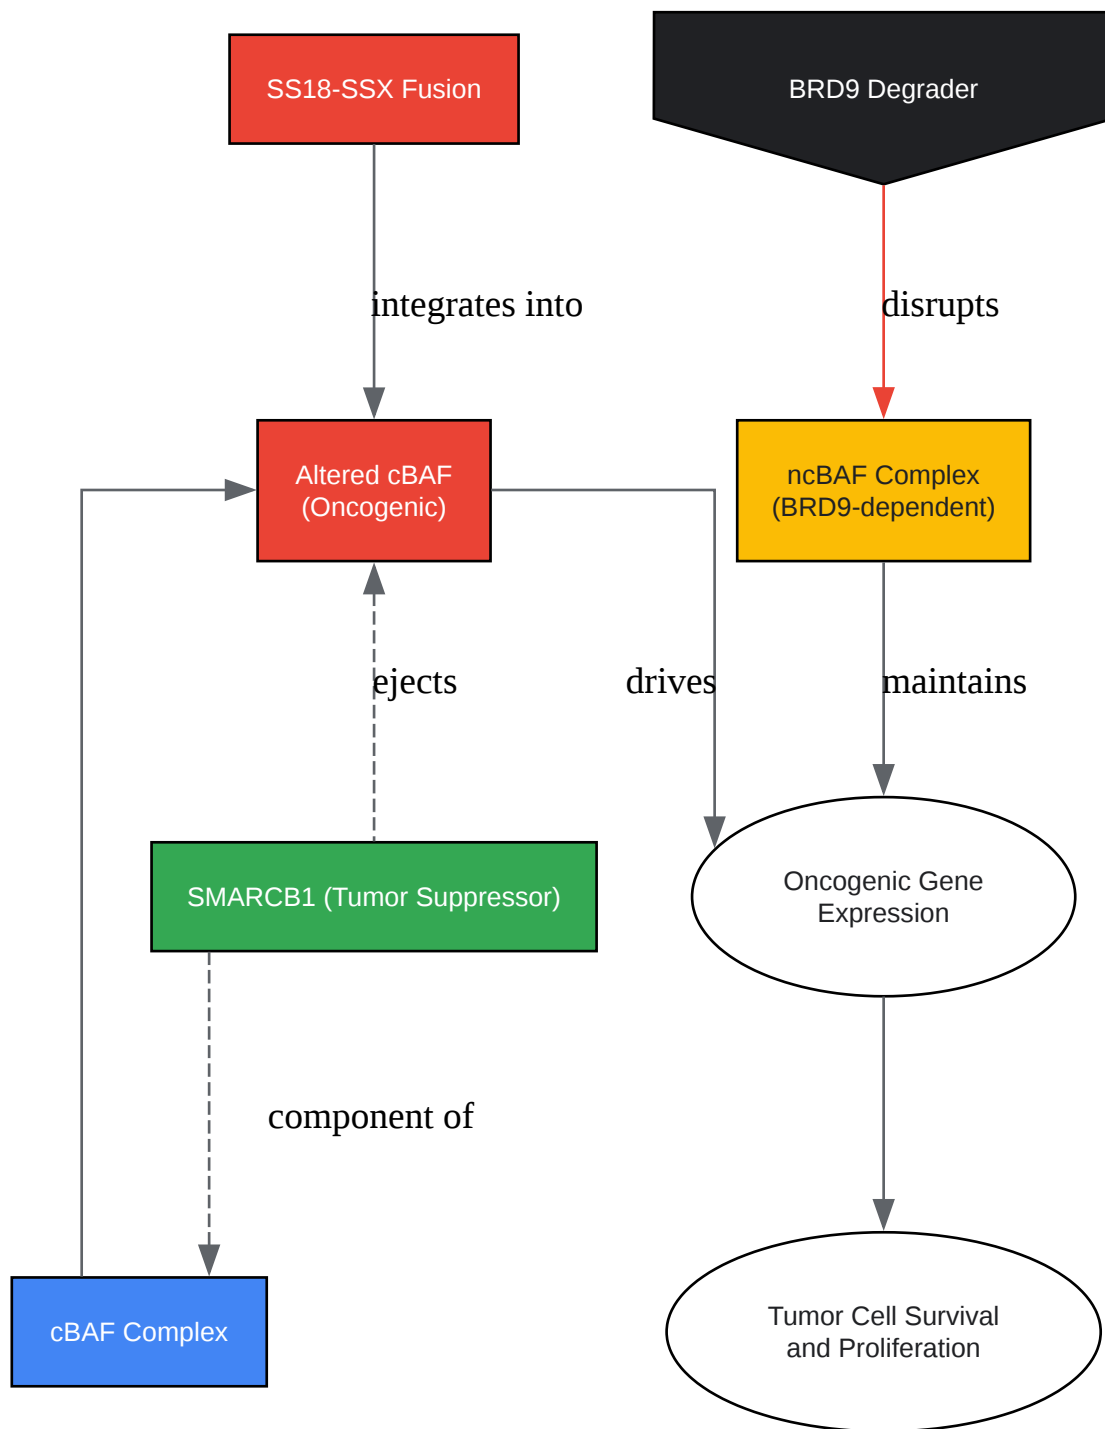 SS18-SSX Fusion
BRD9 Degrader
integrates into
disrupts
Altered cBAF
(Oncogenic)
ncBAF Complex
(BRD9-dependent)
ejects
drives
maintains
SMARCB1 (Tumor Suppressor)
Oncogenic Gene
Expression
component of
cBAF Complex
Tumor Cell Survival
and Proliferation